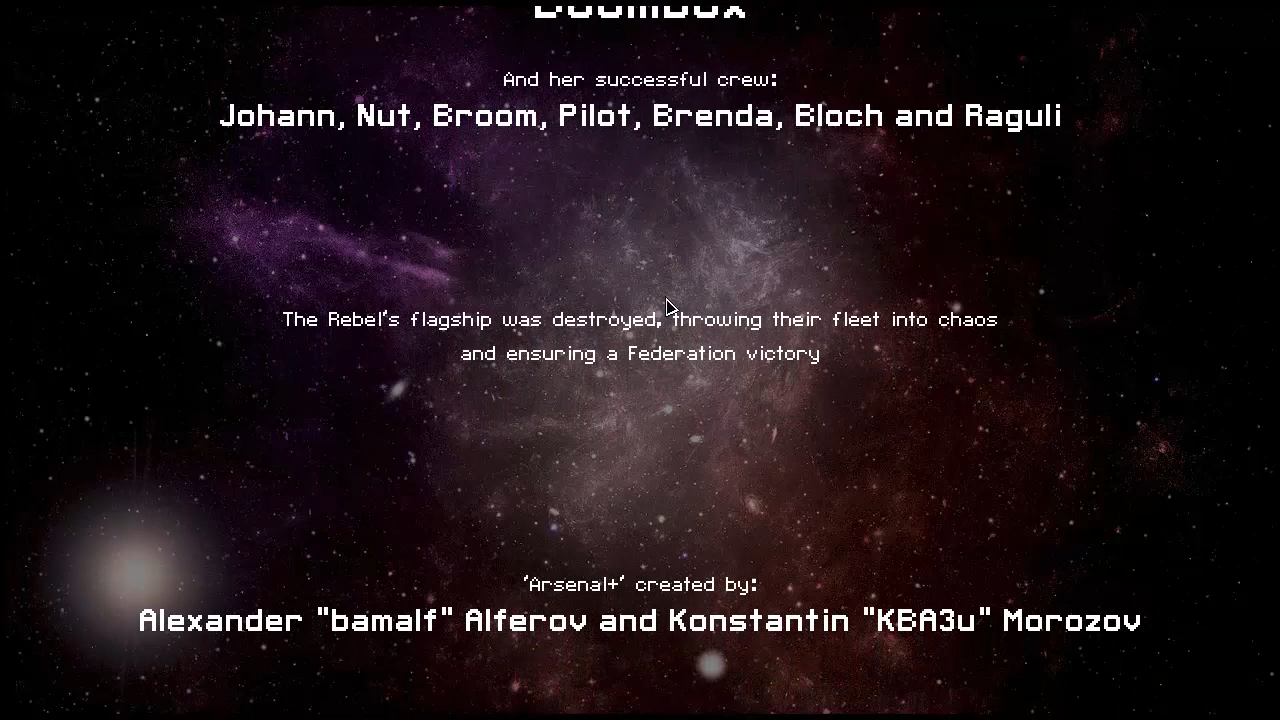 Boombox
And her successful crew:
Johann, Nut, Broom, Pilot, Brenda, Bloch and Raguli
The Rebel's flagship was destroyed, throwing their fleet into chaos
and ensuring a Federation victory
'Arsenal+' created by:
Alexander "bamalf" Alferov and Konstantin "KBA3u" Morozov